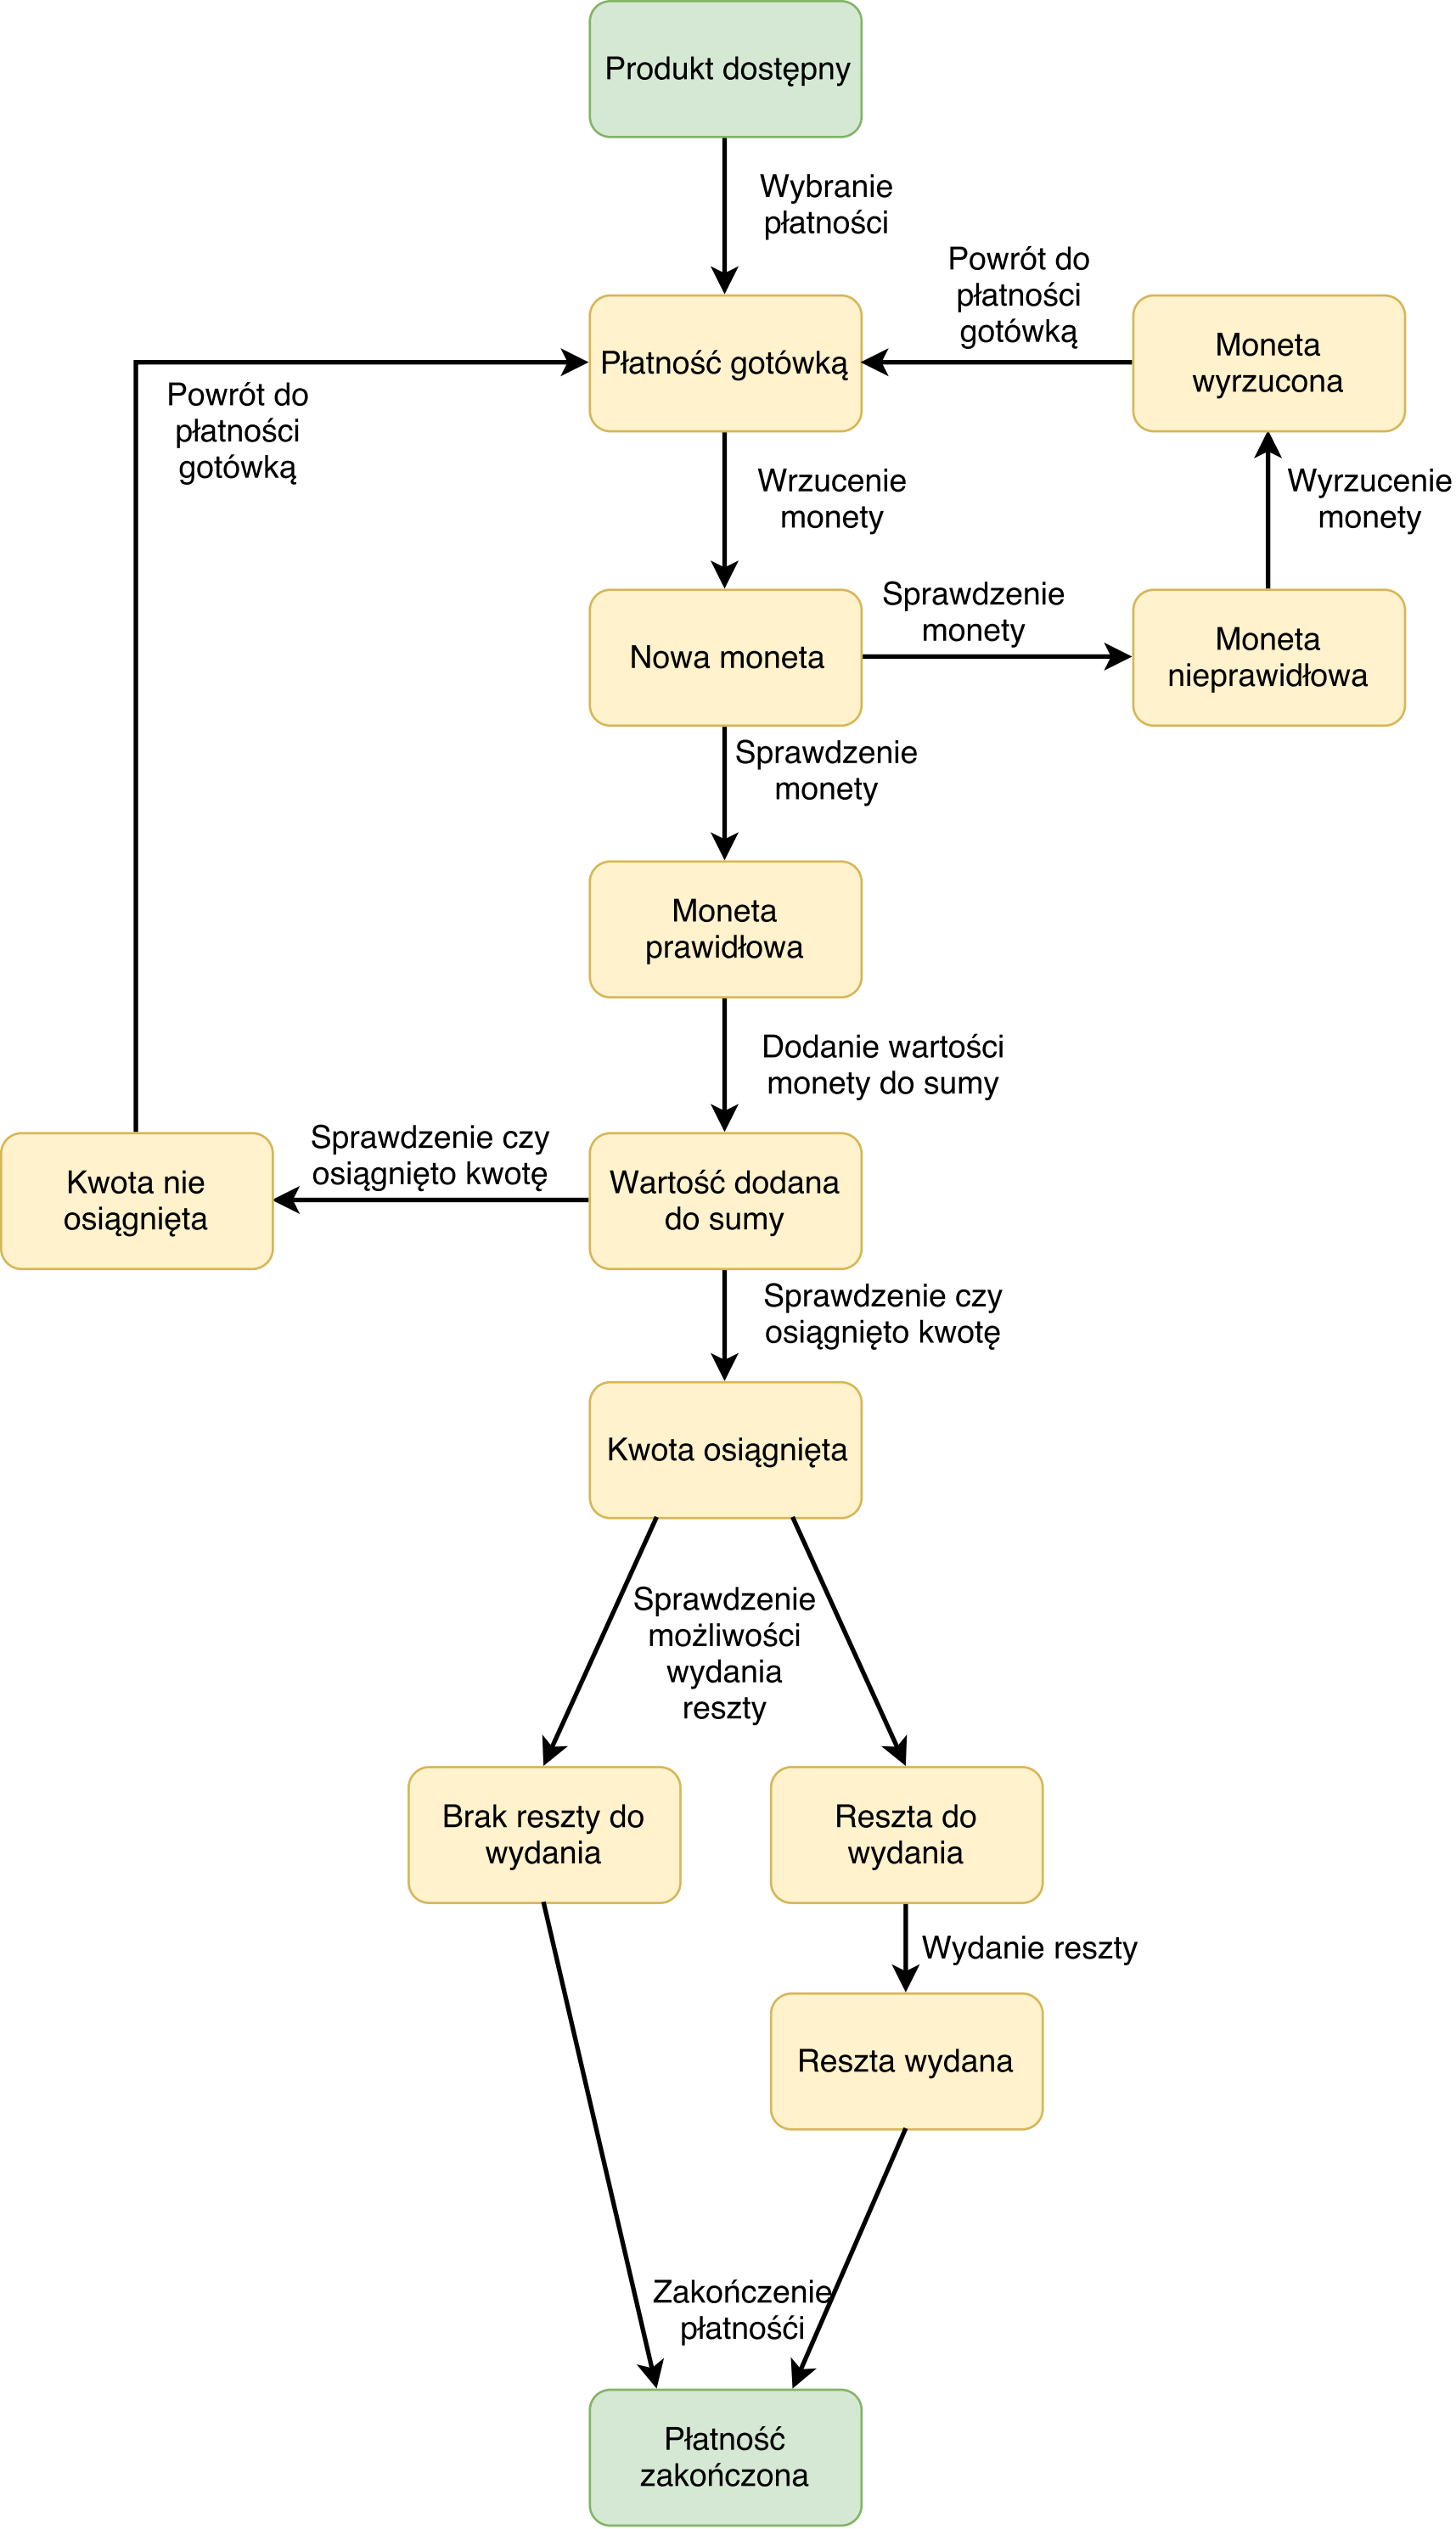 Produkt dostępny
Wybranie
płatności
Powrót do
płatności
gotówką
Płatność gotówką
Moneta
wyrzucona
Powrót do
płatności
gotówką
Wrzucenie
monety
Wyrzucenie
monety
Sprawdzenie
monety
Nowa moneta
Moneta
nieprawidłowa
Sprawdzenie
monety
Moneta
prawidłowa
Dodanie wartości
monety do sumy
Sprawdzenie czy
osiągnięto kwotę
Kwota nie
osiągnięta
Wartość dodana
do sumy
Sprawdzenie czy
osiągnięto kwotę
Kwota osiągnięta
Sprawdzenie
możliwości
wydania
reszty
Brak reszty do
wydania
Reszta do
wydania
Wydanie reszty
Reszta wydana
Zakończenie
płatnośći
Płatność
zakończona